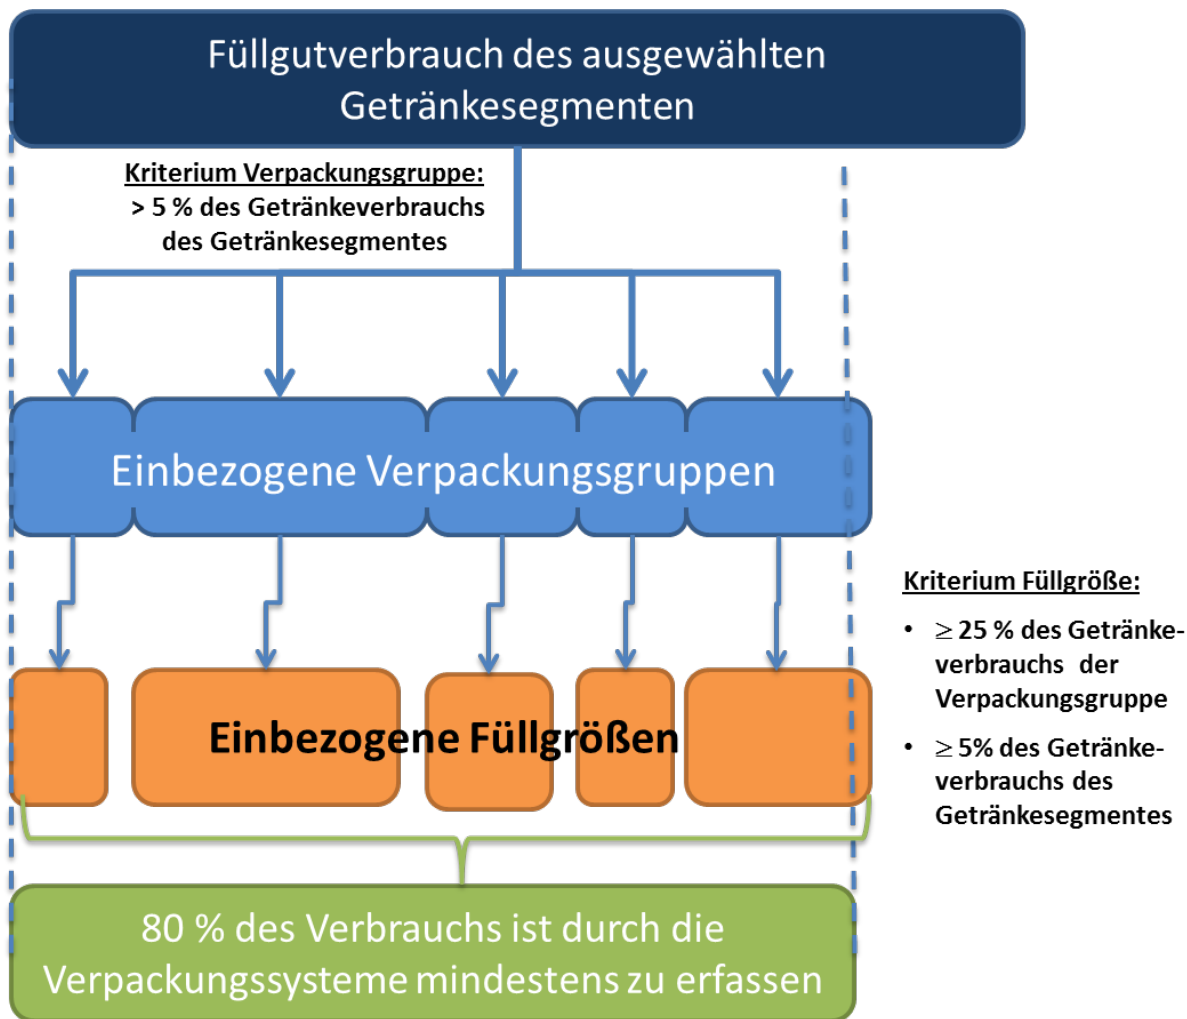 Füllgutverbrauch des ausgewählten
Getränkesegmenten
Kriterium Verpackungsgruppe:
> 5 % des Getränkeverbrauchs
des Getränkesegmentes
Einbezogene Verpackungsgruppen
Kriterium Füllgröße:
• ≥ 25 % des Getränke-
verbrauchs der
Verpackungsgruppe
• ≥ 5% des Getränke-
verbrauchs des
Getränkesegmentes
Einbezogene Füllgrößen
80 % des Verbrauchs ist durch die
Verpackungssysteme mindestens zu erfassen